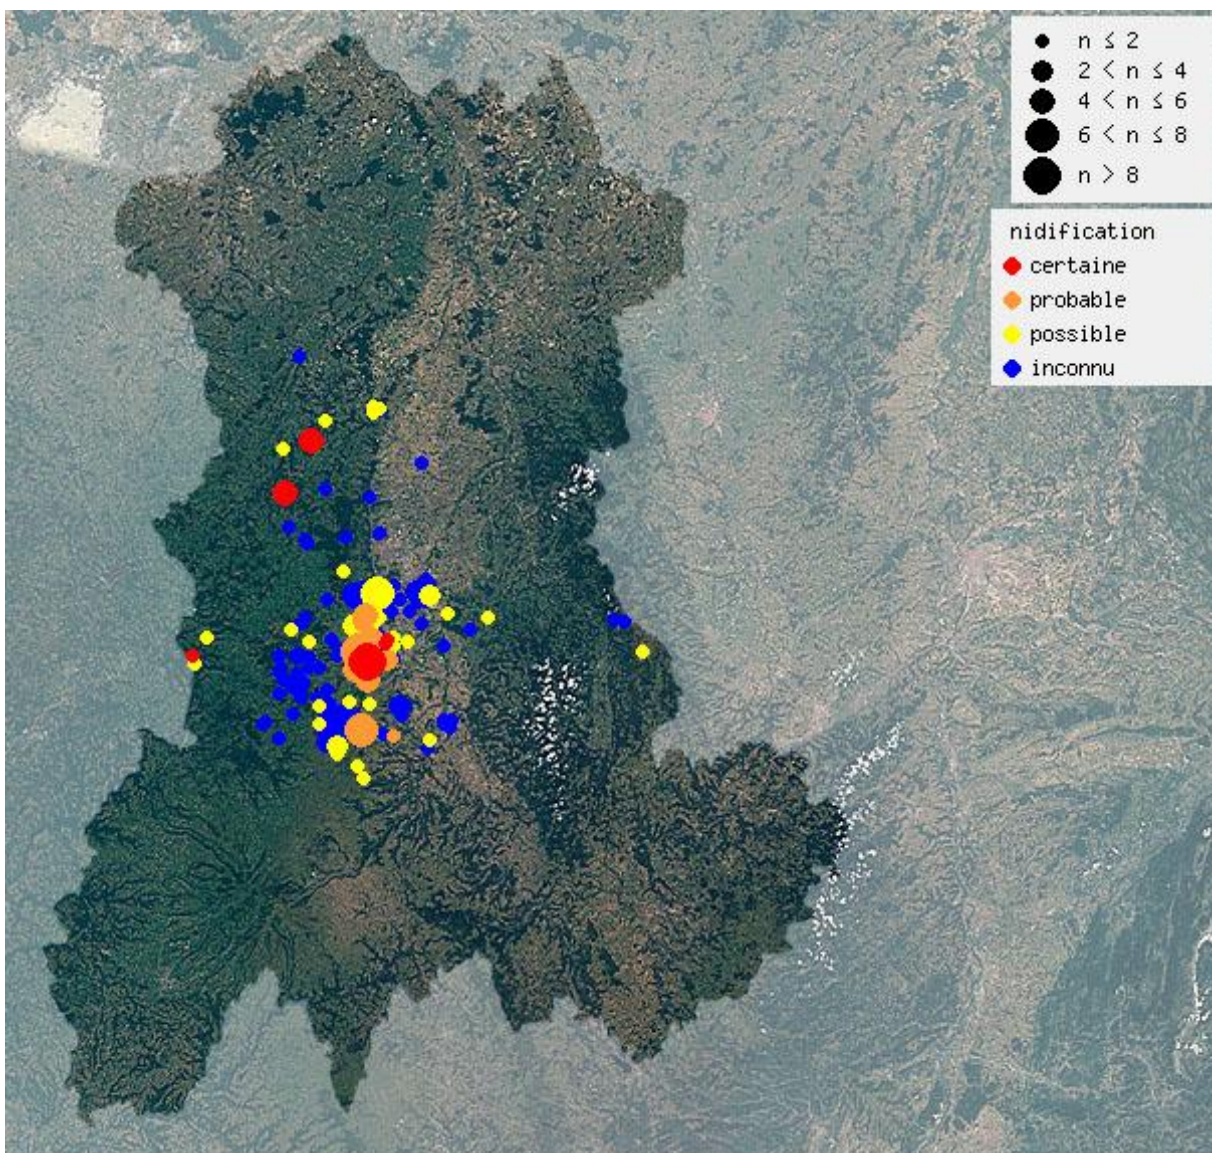 n ≤ 2
2 < n ≤ 4
4 < n ≤ 6
6 < n ≤ 8
n > 8
nidification
certaine
probable
possible
inconnu